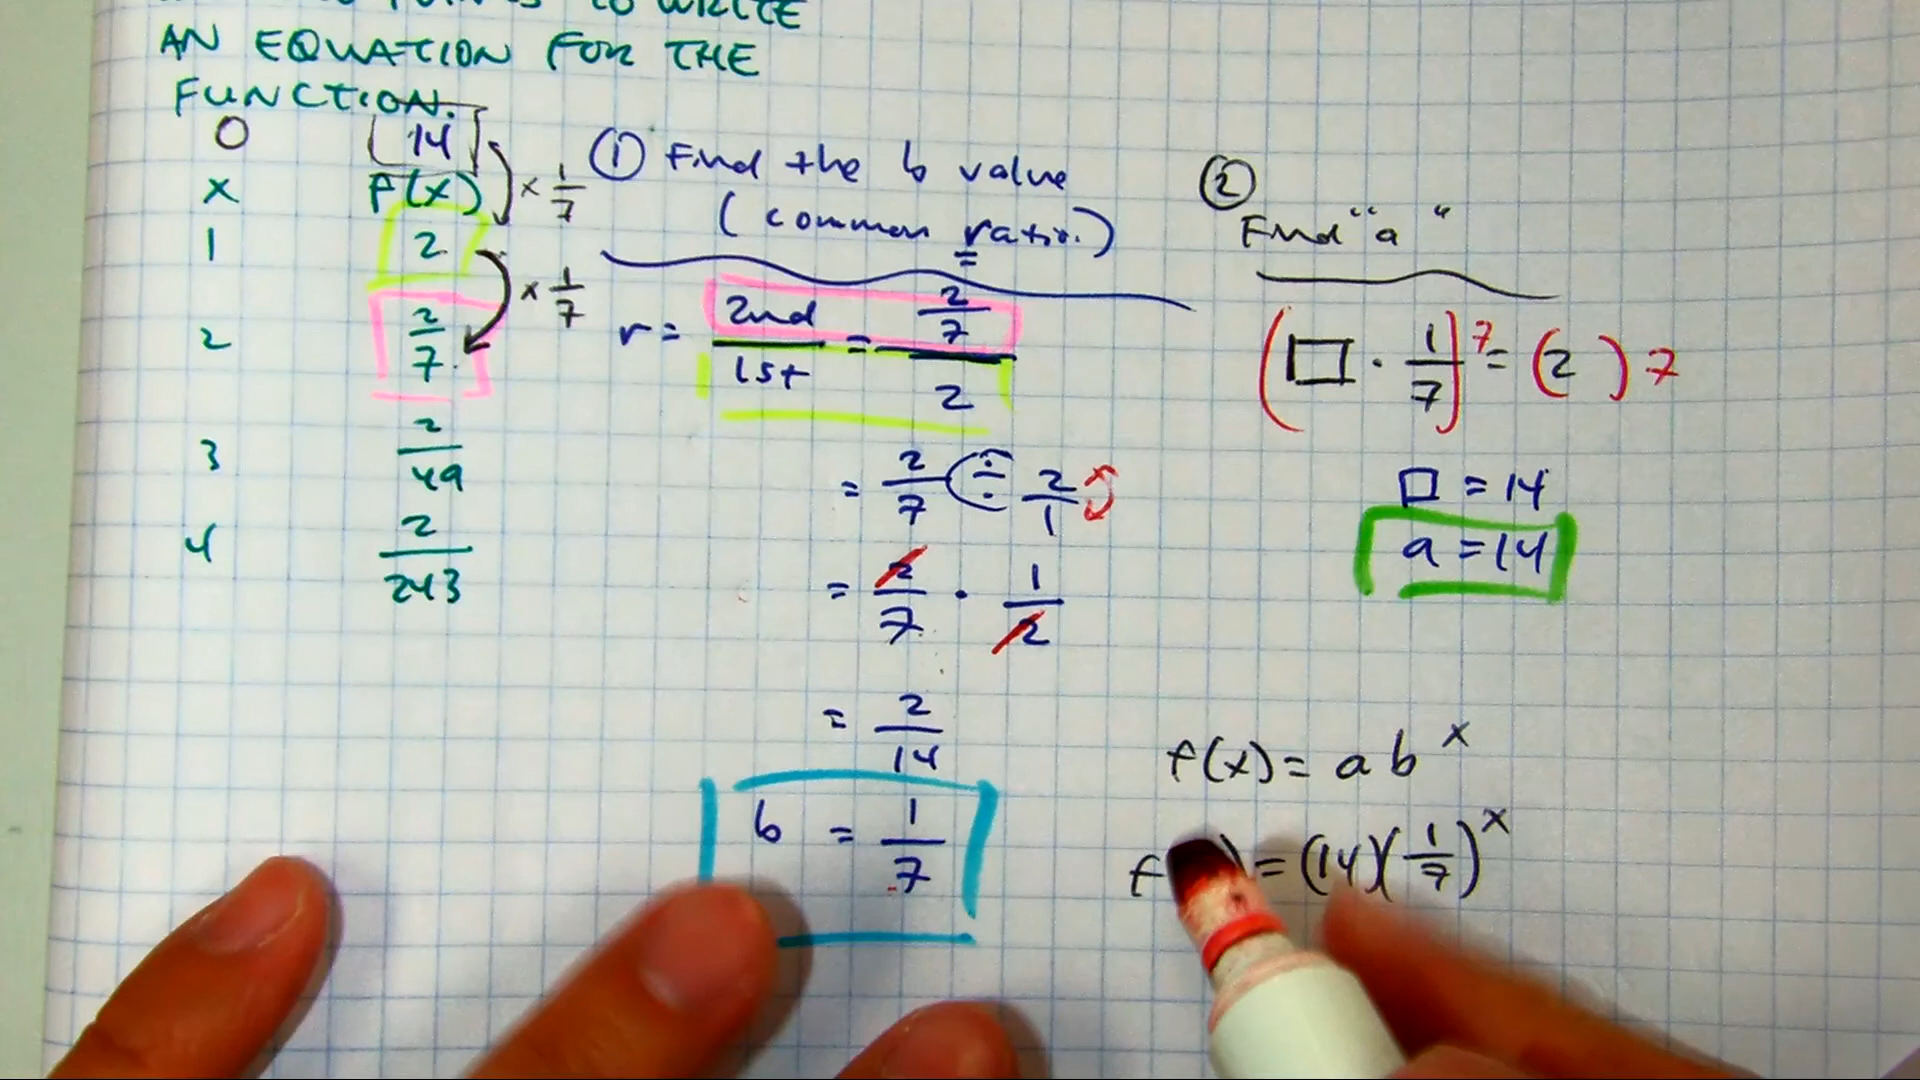 TO WRITE
AN EQUATION FOR THE
FUNCTION.
0 14
x f(x) × 1/7
1 2
× 1/7
2 2/7
3 2/49
4 2/243
① Find the b value
(common ratio.)
r = 2nd/1st = 2/7 / 2
= 2/7 ÷ 2/1
= 2/7 · 1/2
= 2/14
b = 1/7
②
Find "a"
(□ · 1/7)7 = (2)7
□ = 14
a = 14
f(x) = ab^x
f ) = (14)(1/7)^x